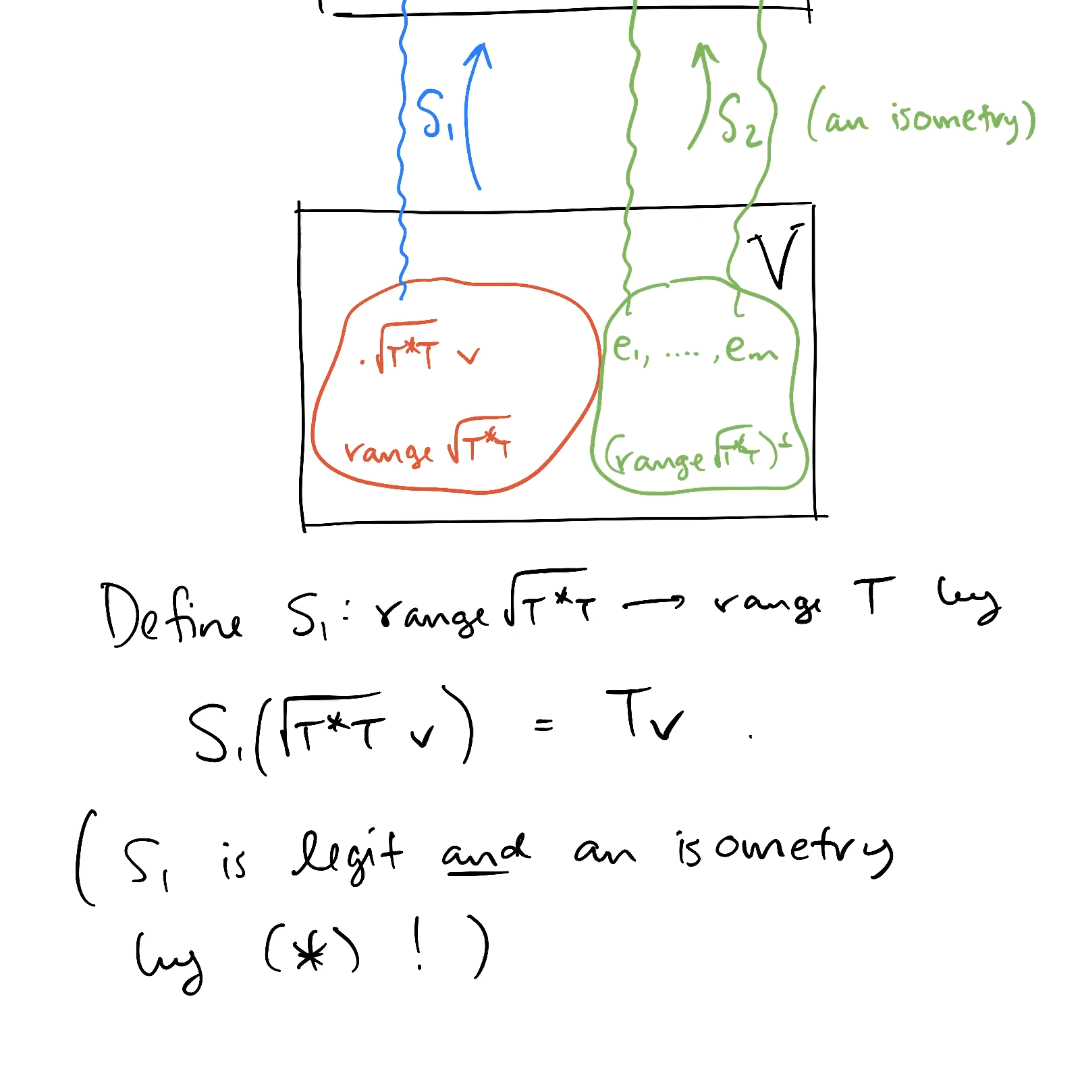 S₁ S₂ (an isometry)
V
. √T*T v e₁, .... , eₘ
range √T*T (range √T*T)⊥
Define S₁ : range √T*T → range T by
S₁(√T*T v) = Tv .
( S₁ is legit and an isometry
by (*) ! )